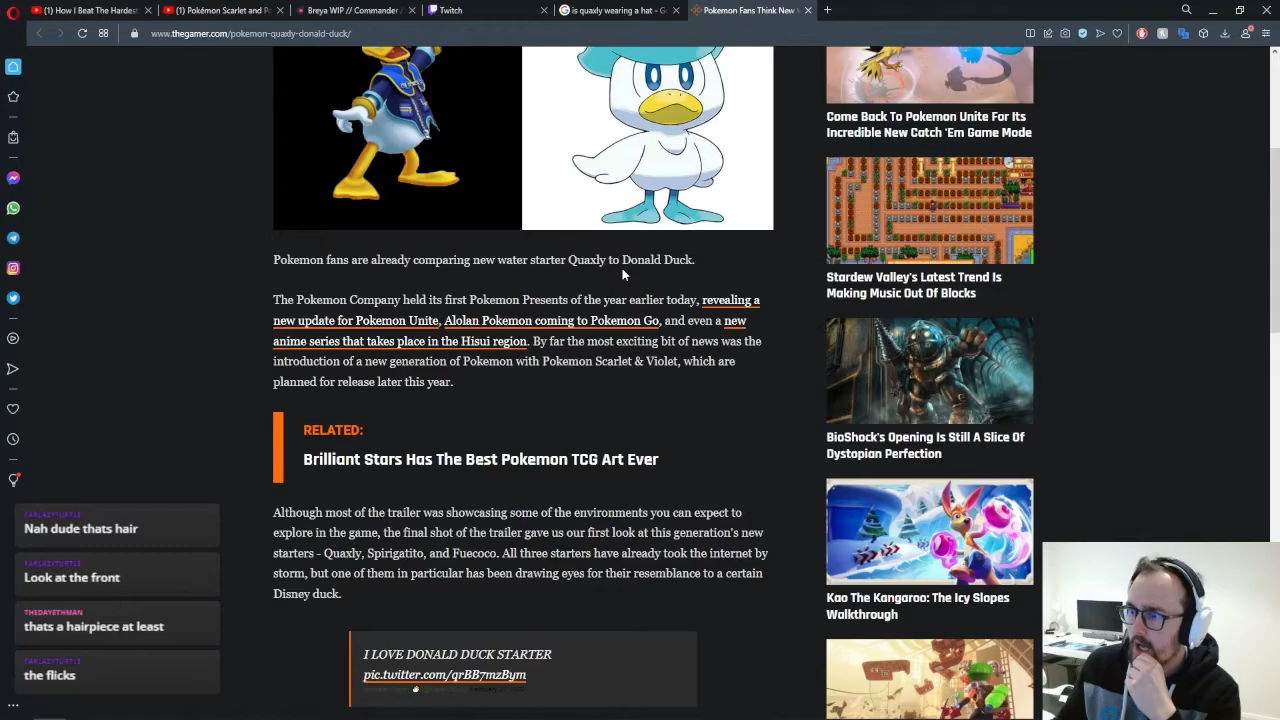 (1) How I Beat The Hardest
(1) Pokémon Scarlet and Po
Breya WIP // Commander /
Twitch
is quaxly wearing a hat - Go
Pokemon Fans Think New
www.thegamer.com/pokemon-quaxly-donald-duck/
Pokemon fans are already comparing new water starter Quaxly to Donald Duck.
The Pokemon Company held its first Pokemon Presents of the year earlier today, revealing a
new update for Pokemon Unite, Alolan Pokemon coming to Pokemon Go, and even a new
anime series that takes place in the Hisui region. By far the most exciting bit of news was the
introduction of a new generation of Pokemon with Pokemon Scarlet & Violet, which are
planned for release later this year.
RELATED:
Brilliant Stars Has The Best Pokemon TCG Art Ever
Although most of the trailer was showcasing some of the environments you can expect to
explore in the game, the final shot of the trailer gave us our first look at this generation's new
starters - Quaxly, Spirigatito, and Fuecoco. All three starters have already took the internet by
storm, but one of them in particular has been drawing eyes for their resemblance to a certain
Disney duck.
I LOVE DONALD DUCK STARTER
pic.twitter.com/qrBB7mzBym
Come Back To Pokemon Unite For Its
Incredible New Catch 'Em Game Mode
Stardew Valley's Latest Trend Is
Making Music Out Of Blocks
BioShock's Opening Is Still A Slice Of
Dystopian Perfection
Kao The Kangaroo: The Icy Slopes
Walkthrough
Nah dude thats hair
Look at the front
THEDAYETHMAN
thats a hairpiece at least
the flicks